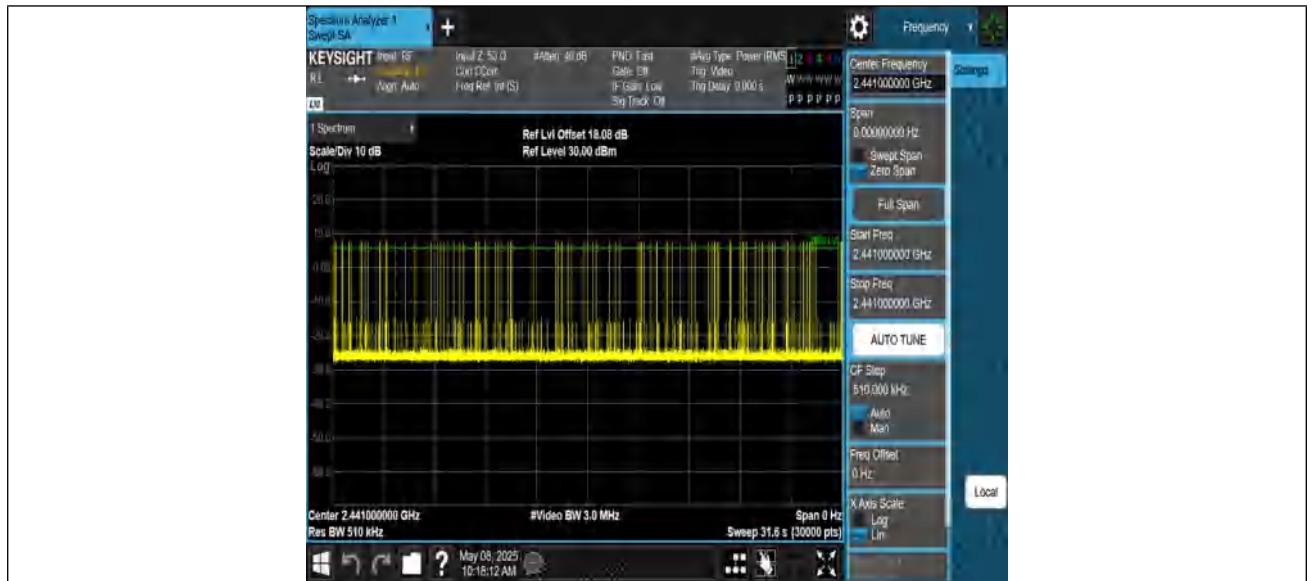 Spectrum Analyzer 1
Swept SA
+
Frequency
KEYSIGHT Input: RF
RL
Align: Auto
Input Z: 50 Ω
Corr CCorr
Freq Ref: Int (S)
#Atten: 40 dB
PNO: Fast
Gate: Off
IF Gain: Low
Sig Track: Off
#Avg Type: Power (RMS
Trig: Video
Trig Delay: 0.000 s
P P P P P P
1 Spectrum
Scale/Div 10 dB
Log
Ref Lvl Offset 18.08 dB
Ref Level 30.00 dBm
Center 2.441000000 GHz
Res BW 510 kHz
#Video BW 3.0 MHz
Span 0 Hz
Sweep 31.6 s (30000 pts)
May 08, 2025
10:18:12 AM
Center Frequency
2.441000000 GHz
Settings
Span
0.00000000 Hz
Swept Span
Zero Span
Full Span
Start Freq
2.441000000 GHz
Stop Freq
2.441000000 GHz
AUTO TUNE
CF Step
510.000 kHz
Auto
Man
Freq Offset
0 Hz
X Axis Scale
Log
Lin
Local